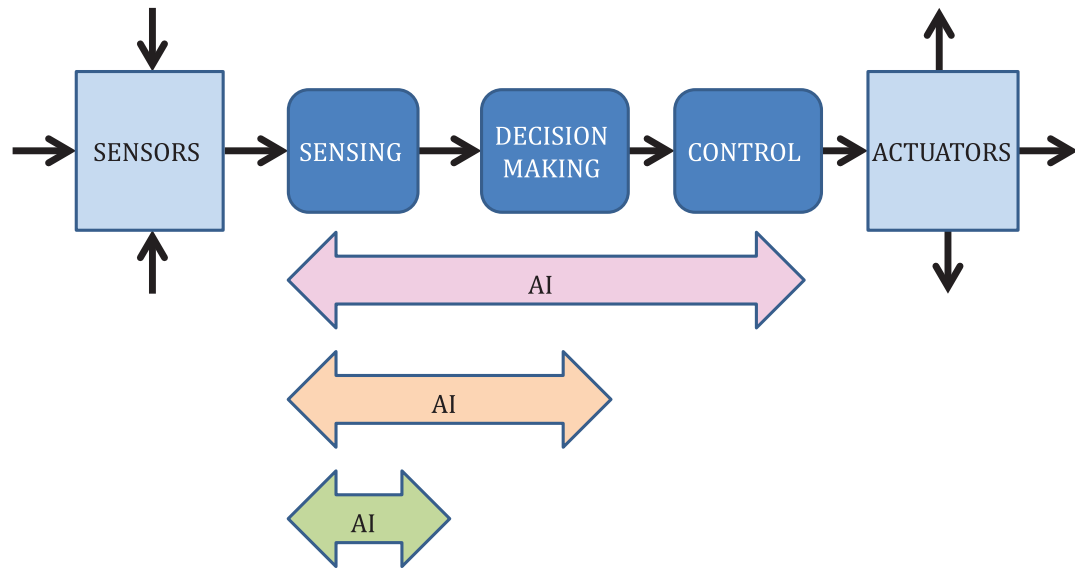 SENSORS
SENSING
DECISION
MAKING
CONTROL
ACTUATORS
AI
AI
AI